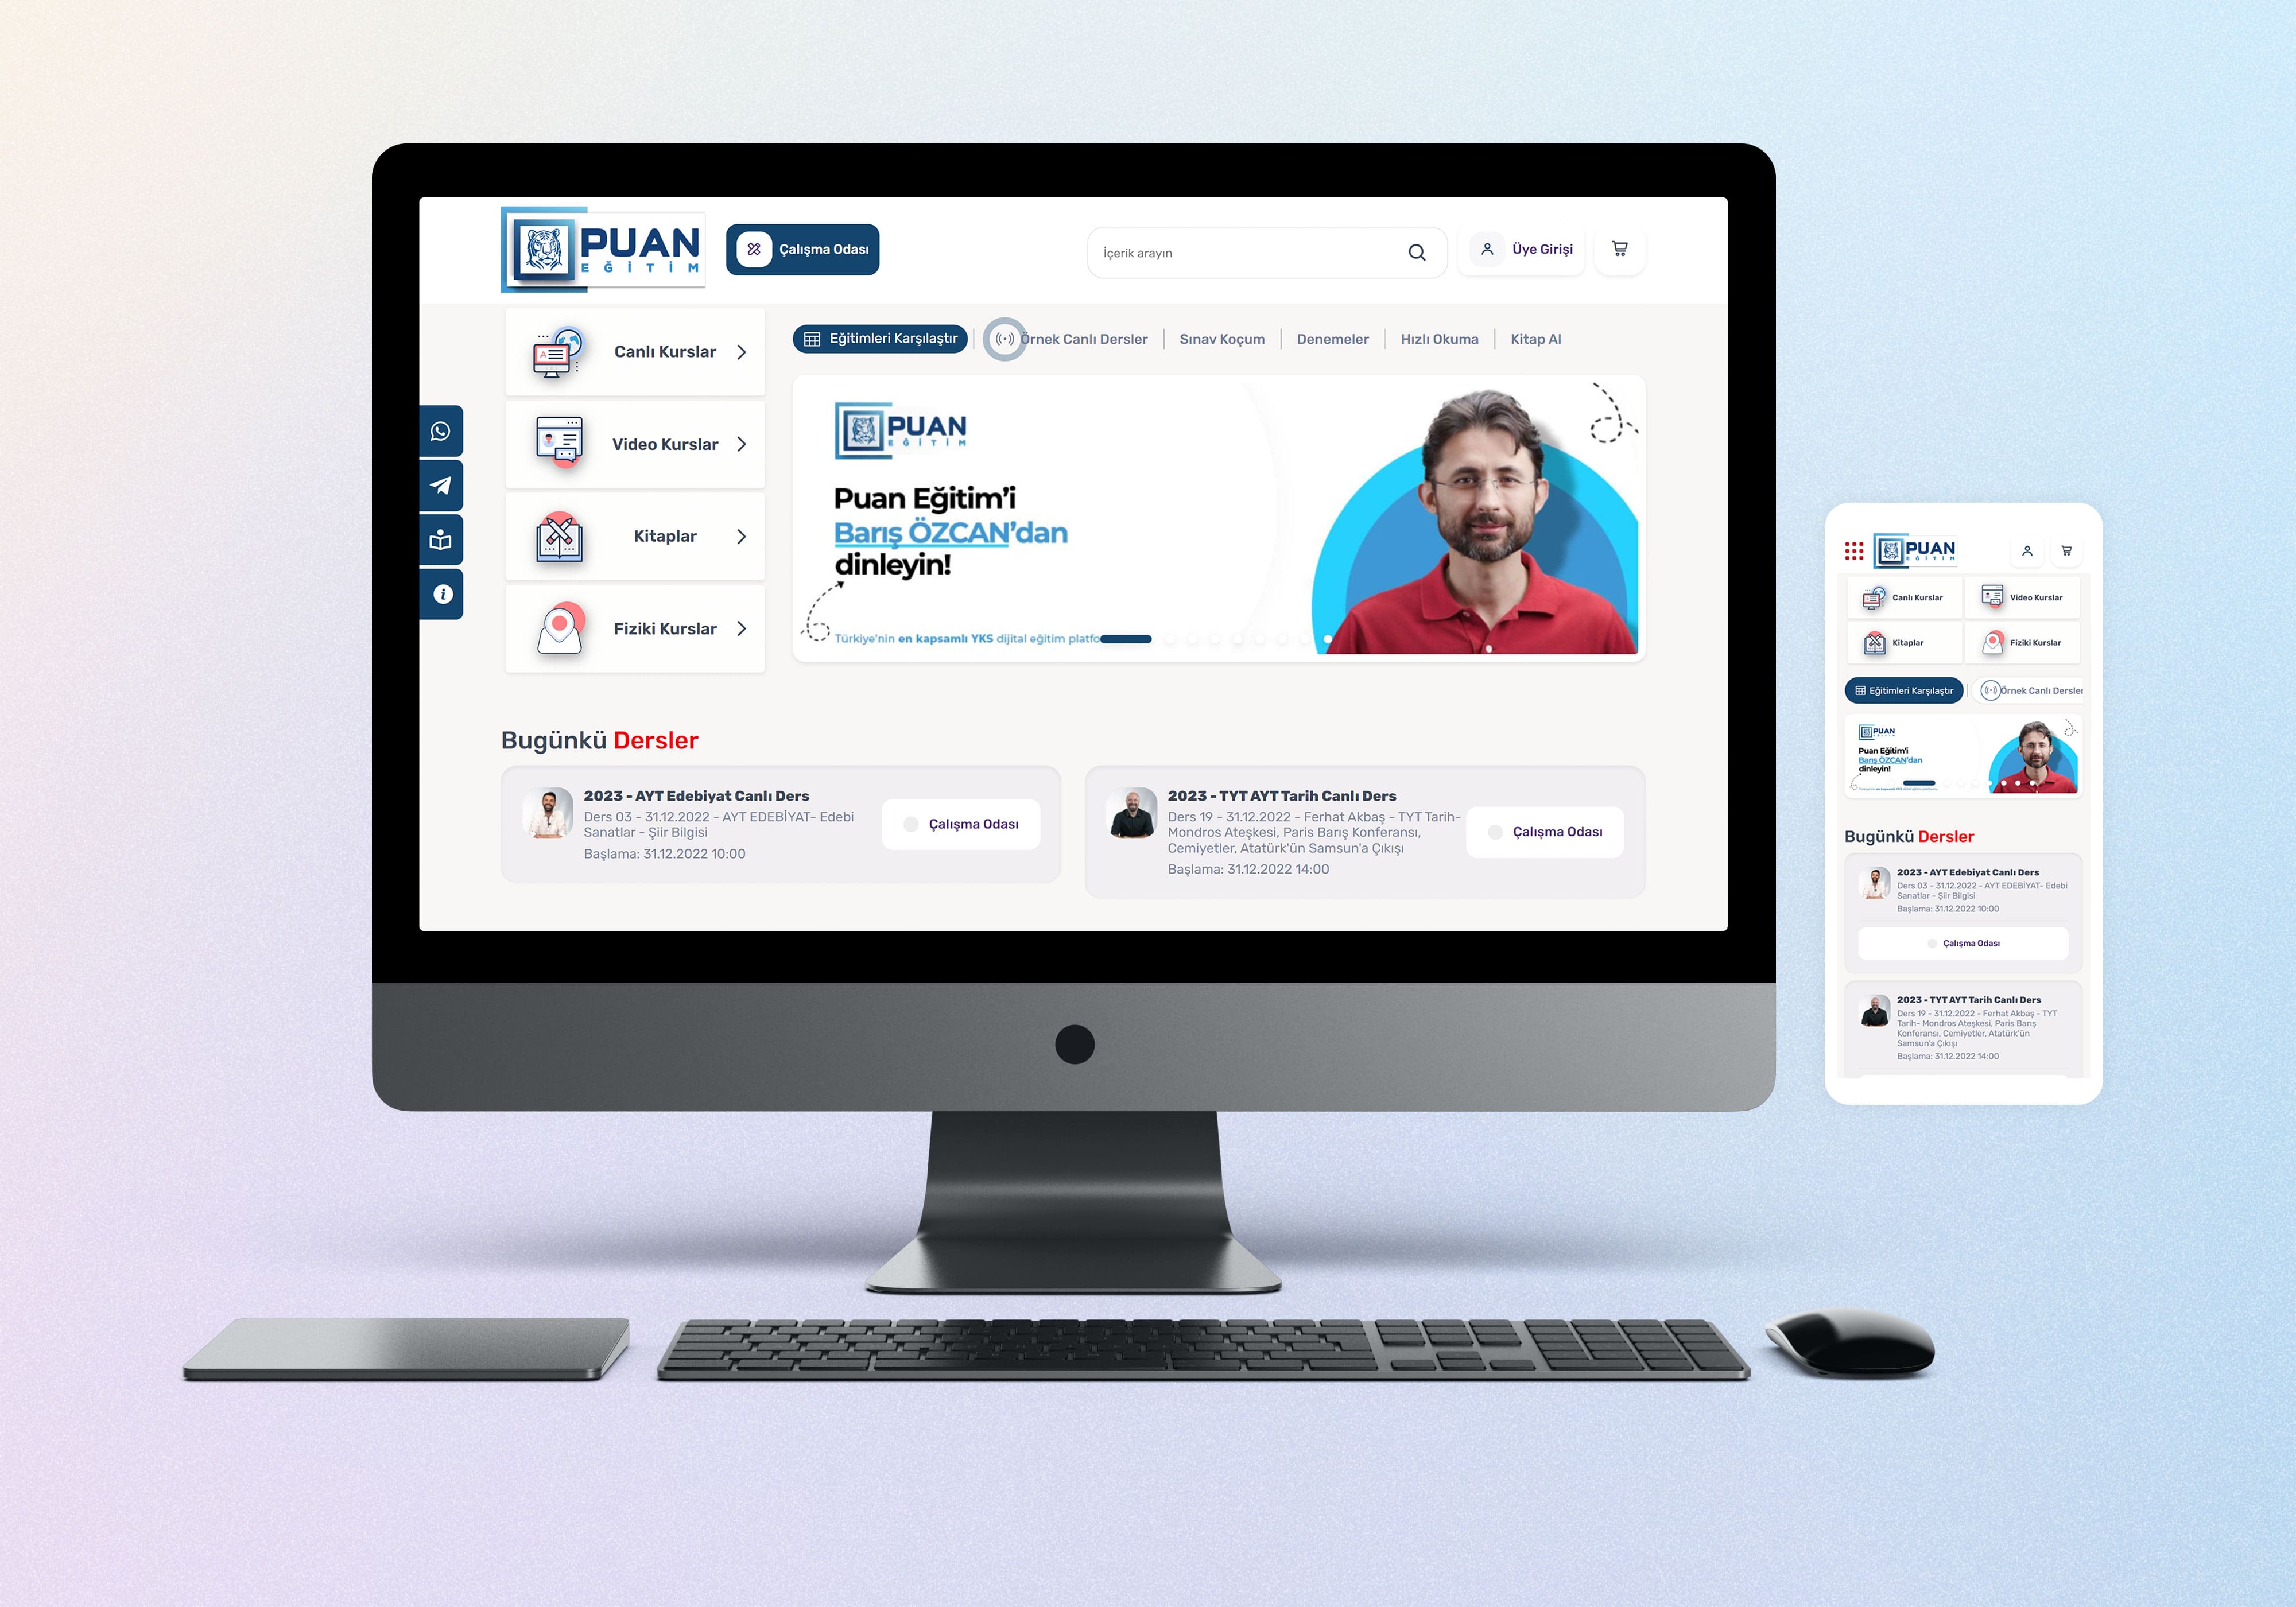 PUAN
EĞİTİM
Çalışma Odası
İçerik arayın
Üye Girişi
Canlı Kurslar
Video Kurslar
Kitaplar
Fiziki Kurslar
Eğitimleri Karşılaştır
Örnek Canlı Dersler
Sınav Koçum
Denemeler
Hızlı Okuma
Kitap Al
PUAN
EĞİTİM
Puan Eğitim'i
Barış ÖZCAN'dan
dinleyin!
Türkiye'nin en kapsamlı YKS dijital eğitim platfo
Bugünkü Dersler
2023 - AYT Edebiyat Canlı Ders
Ders 03 - 31.12.2022 - AYT EDEBİYAT- Edebi
Sanatlar - Şiir Bilgisi
Başlama: 31.12.2022 10:00
Çalışma Odası
2023 - TYT AYT Tarih Canlı Ders
Ders 19 - 31.12.2022 - Ferhat Akbaş - TYT Tarih-
Mondros Ateşkesi, Paris Barış Konferansı,
Cemiyetler, Atatürk'ün Samsun'a Çıkışı
Başlama: 31.12.2022 14:00
Çalışma Odası
PUAN
EĞİTİM
Canlı Kurslar
Video Kurslar
Kitaplar
Fiziki Kurslar
Eğitimleri Karşılaştır
Örnek Canlı Dersler
PUAN
EĞİTİM
Puan Eğitim'i
Barış ÖZCAN'dan
dinleyin!
Bugünkü Dersler
2023 - AYT Edebiyat Canlı Ders
Ders 03 - 31.12.2022 - AYT EDEBİYAT- Edebi
Sanatlar - Şiir Bilgisi
Başlama: 31.12.2022 10:00
Çalışma Odası
2023 - TYT AYT Tarih Canlı Ders
Ders 19 - 31.12.2022 - Ferhat Akbaş - TYT
Tarih- Mondros Ateşkesi, Paris Barış
Konferansı, Cemiyetler, Atatürk'ün
Samsun'a Çıkışı
Başlama: 31.12.2022 14:00